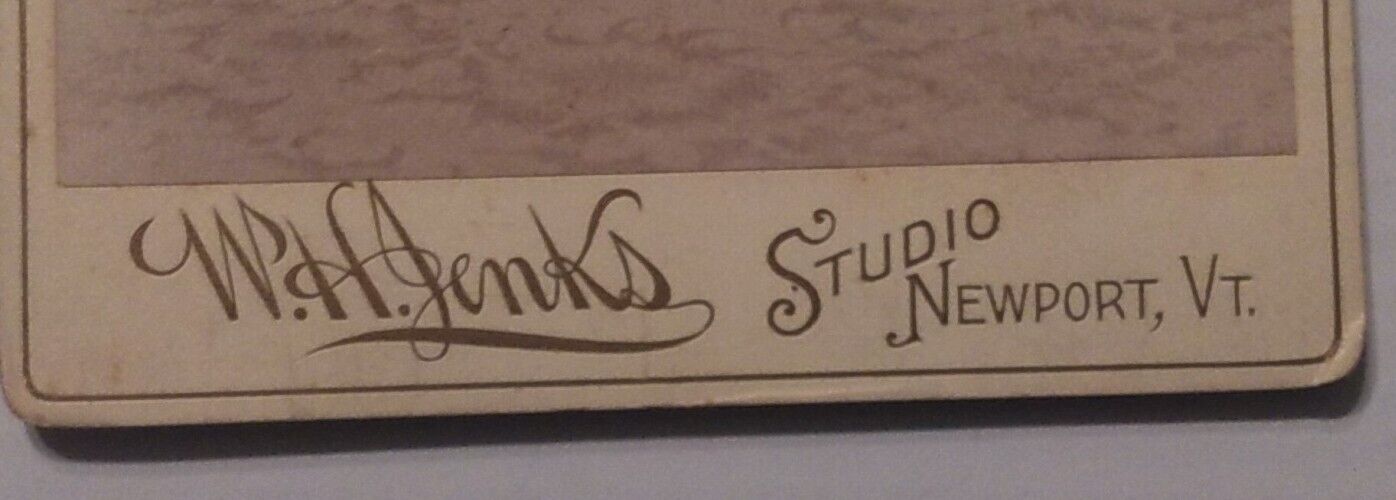 W.H. Jenks
Studio
Newport, Vt.